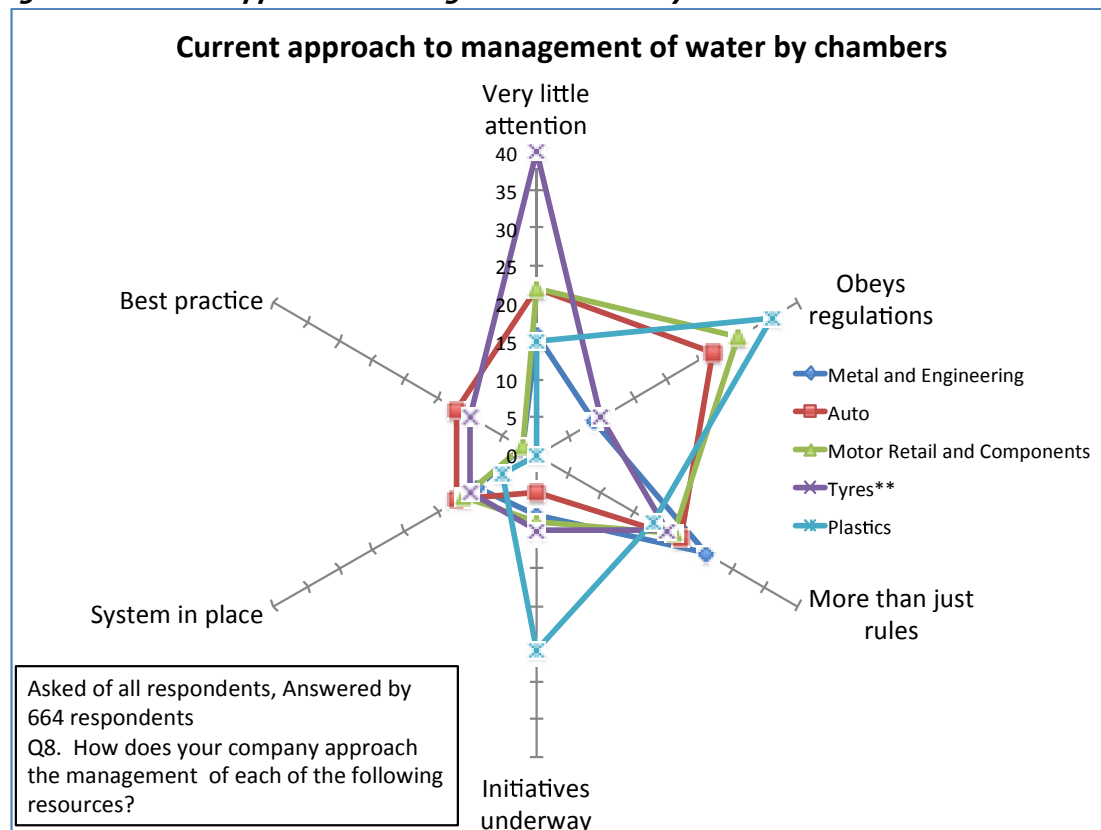 Current approach to management of water by chambers
Very little
attention
40
35
30
25
20
15
10
5
0
Best practice
Obeys
regulations
Metal and Engineering
Auto
Motor Retail and Components
Tyres**
Plastics
System in place
More than just
rules
Initiatives
underway
Asked of all respondents, Answered by
664 respondents
Q8.  How does your company approach
the management  of each of the following
resources?